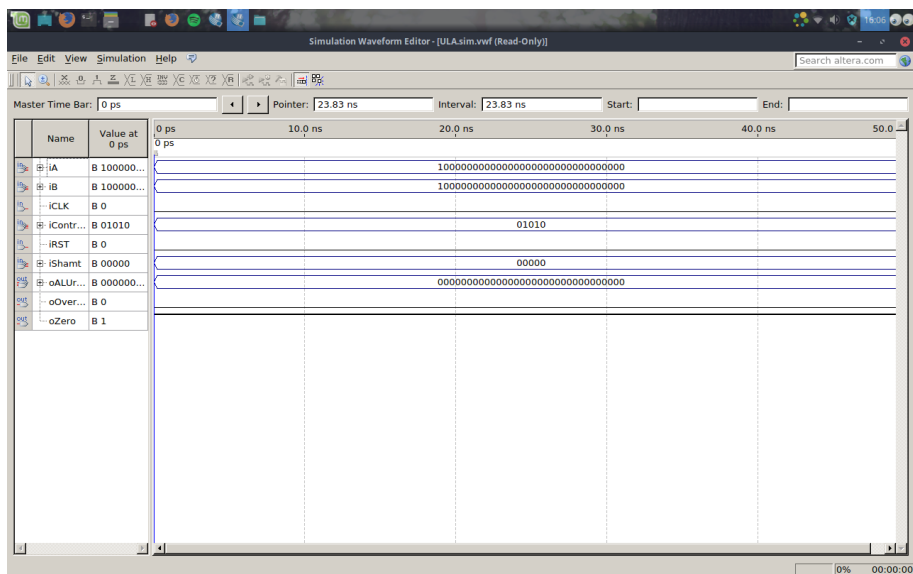 16:06
Simulation Waveform Editor - [ULA.sim.vwf (Read-Only)]
File Edit View Simulation Help
Search altera.com
Master Time Bar: 0 ps Pointer: 23.83 ns Interval: 23.83 ns Start: End:
Name Value at 0 ps
0 ps 10.0 ns 20.0 ns 30.0 ns 40.0 ns 50.0
0 ps
iA B 100000... 10000000000000000000000000000000
iB B 100000... 10000000000000000000000000000000
iCLK B 0
iContr... B 01010 01010
iRST B 0
iShamt B 00000 00000
oALUr... B 000000... 00000000000000000000000000000000
oOver... B 0
oZero B 1
0% 00:00:00